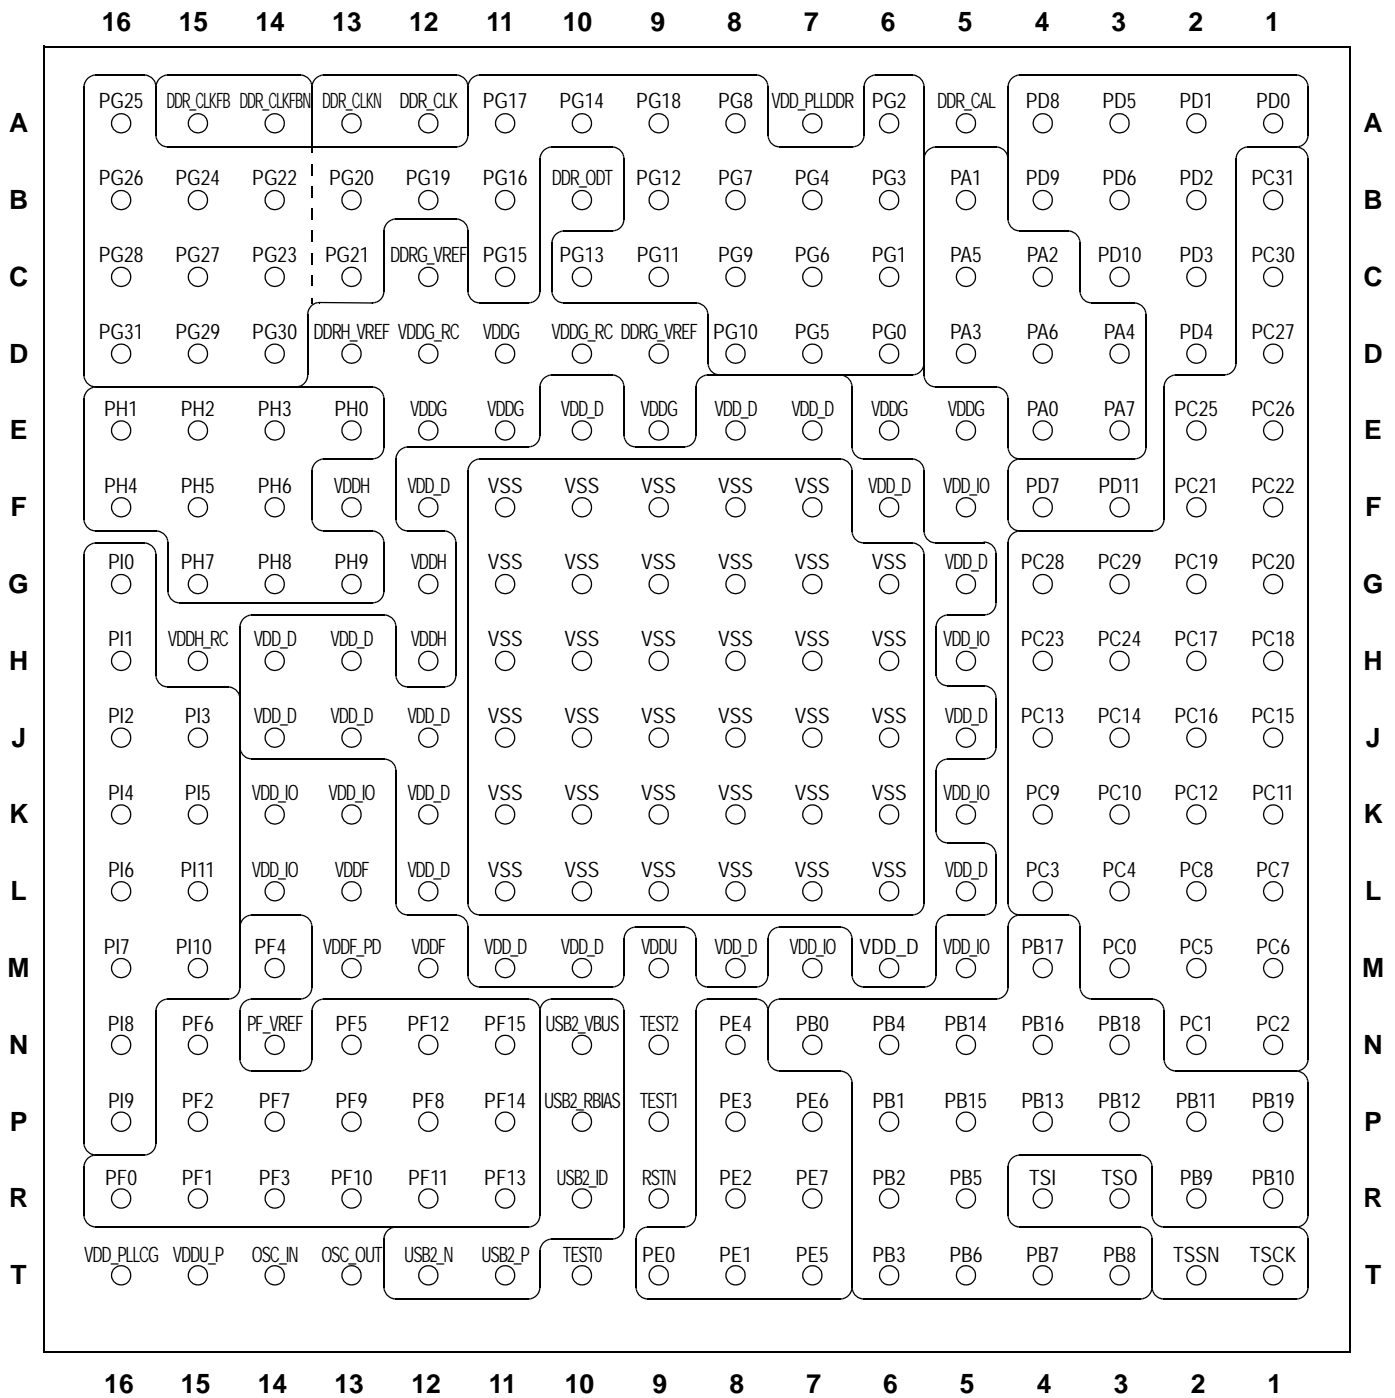 16 15 14 13 12 11 10 9 8 7 6 5 4 3 2 1
PG25 DDR_CLKFB DDR_CLKFBN DDR_CLKN DDR_CLK PG17 PG14 PG18 PG8 VDD_PLLDDR PG2 DDR_CAL PD8 PD5 PD1 PD0
A A
PG26 PG24 PG22 PG20 PG19 PG16 DDR_ODT PG12 PG7 PG4 PG3 PA1 PD9 PD6 PD2 PC31
B B
PG28 PG27 PG23 PG21 DDRG_VREF PG15 PG13 PG11 PG9 PG6 PG1 PA5 PA2 PD10 PD3 PC30
C C
PG31 PG29 PG30 DDRH_VREF VDDG_RC VDDG VDDG_RC DDRG_VREF PG10 PG5 PG0 PA3 PA6 PA4 PD4 PC27
D D
PH1 PH2 PH3 PH0 VDDG VDDG VDD_D VDDG VDD_D VDD_D VDDG VDDG PA0 PA7 PC25 PC26
E E
PH4 PH5 PH6 VDDH VDD_D VSS VSS VSS VSS VSS VDD_D VDD_IO PD7 PD11 PC21 PC22
F F
PI0 PH7 PH8 PH9 VDDH VSS VSS VSS VSS VSS VSS VDD_D PC28 PC29 PC19 PC20
G G
PI1 VDDH_RC VDD_D VDD_D VDDH VSS VSS VSS VSS VSS VSS VDD_IO PC23 PC24 PC17 PC18
H H
PI2 PI3 VDD_D VDD_D VDD_D VSS VSS VSS VSS VSS VSS VDD_D PC13 PC14 PC16 PC15
J J
PI4 PI5 VDD_IO VDD_IO VDD_D VSS VSS VSS VSS VSS VSS VDD_IO PC9 PC10 PC12 PC11
K K
PI6 PI11 VDD_IO VDDF VDD_D VSS VSS VSS VSS VSS VSS VDD_D PC3 PC4 PC8 PC7
L L
PI7 PI10 PF4 VDDF_PD VDDF VDD_D VDD_D VDDU VDD_D VDD_IO VDD_D VDD_IO PB17 PC0 PC5 PC6
M M
PI8 PF6 PF_VREF PF5 PF12 PF15 USB2_VBUS TEST2 PE4 PB0 PB4 PB14 PB16 PB18 PC1 PC2
N N
PI9 PF2 PF7 PF9 PF8 PF14 USB2_RBIAS TEST1 PE3 PE6 PB1 PB15 PB13 PB12 PB11 PB19
P P
PF0 PF1 PF3 PF10 PF11 PF13 USB2_ID RSTN PE2 PE7 PB2 PB5 TSI TSO PB9 PB10
R R
VDD_PLLCG VDDU_P OSC_IN OSC_OUT USB2_N USB2_P TEST0 PE0 PE1 PE5 PB3 PB6 PB7 PB8 TSSN TSCK
T T
16 15 14 13 12 11 10 9 8 7 6 5 4 3 2 1